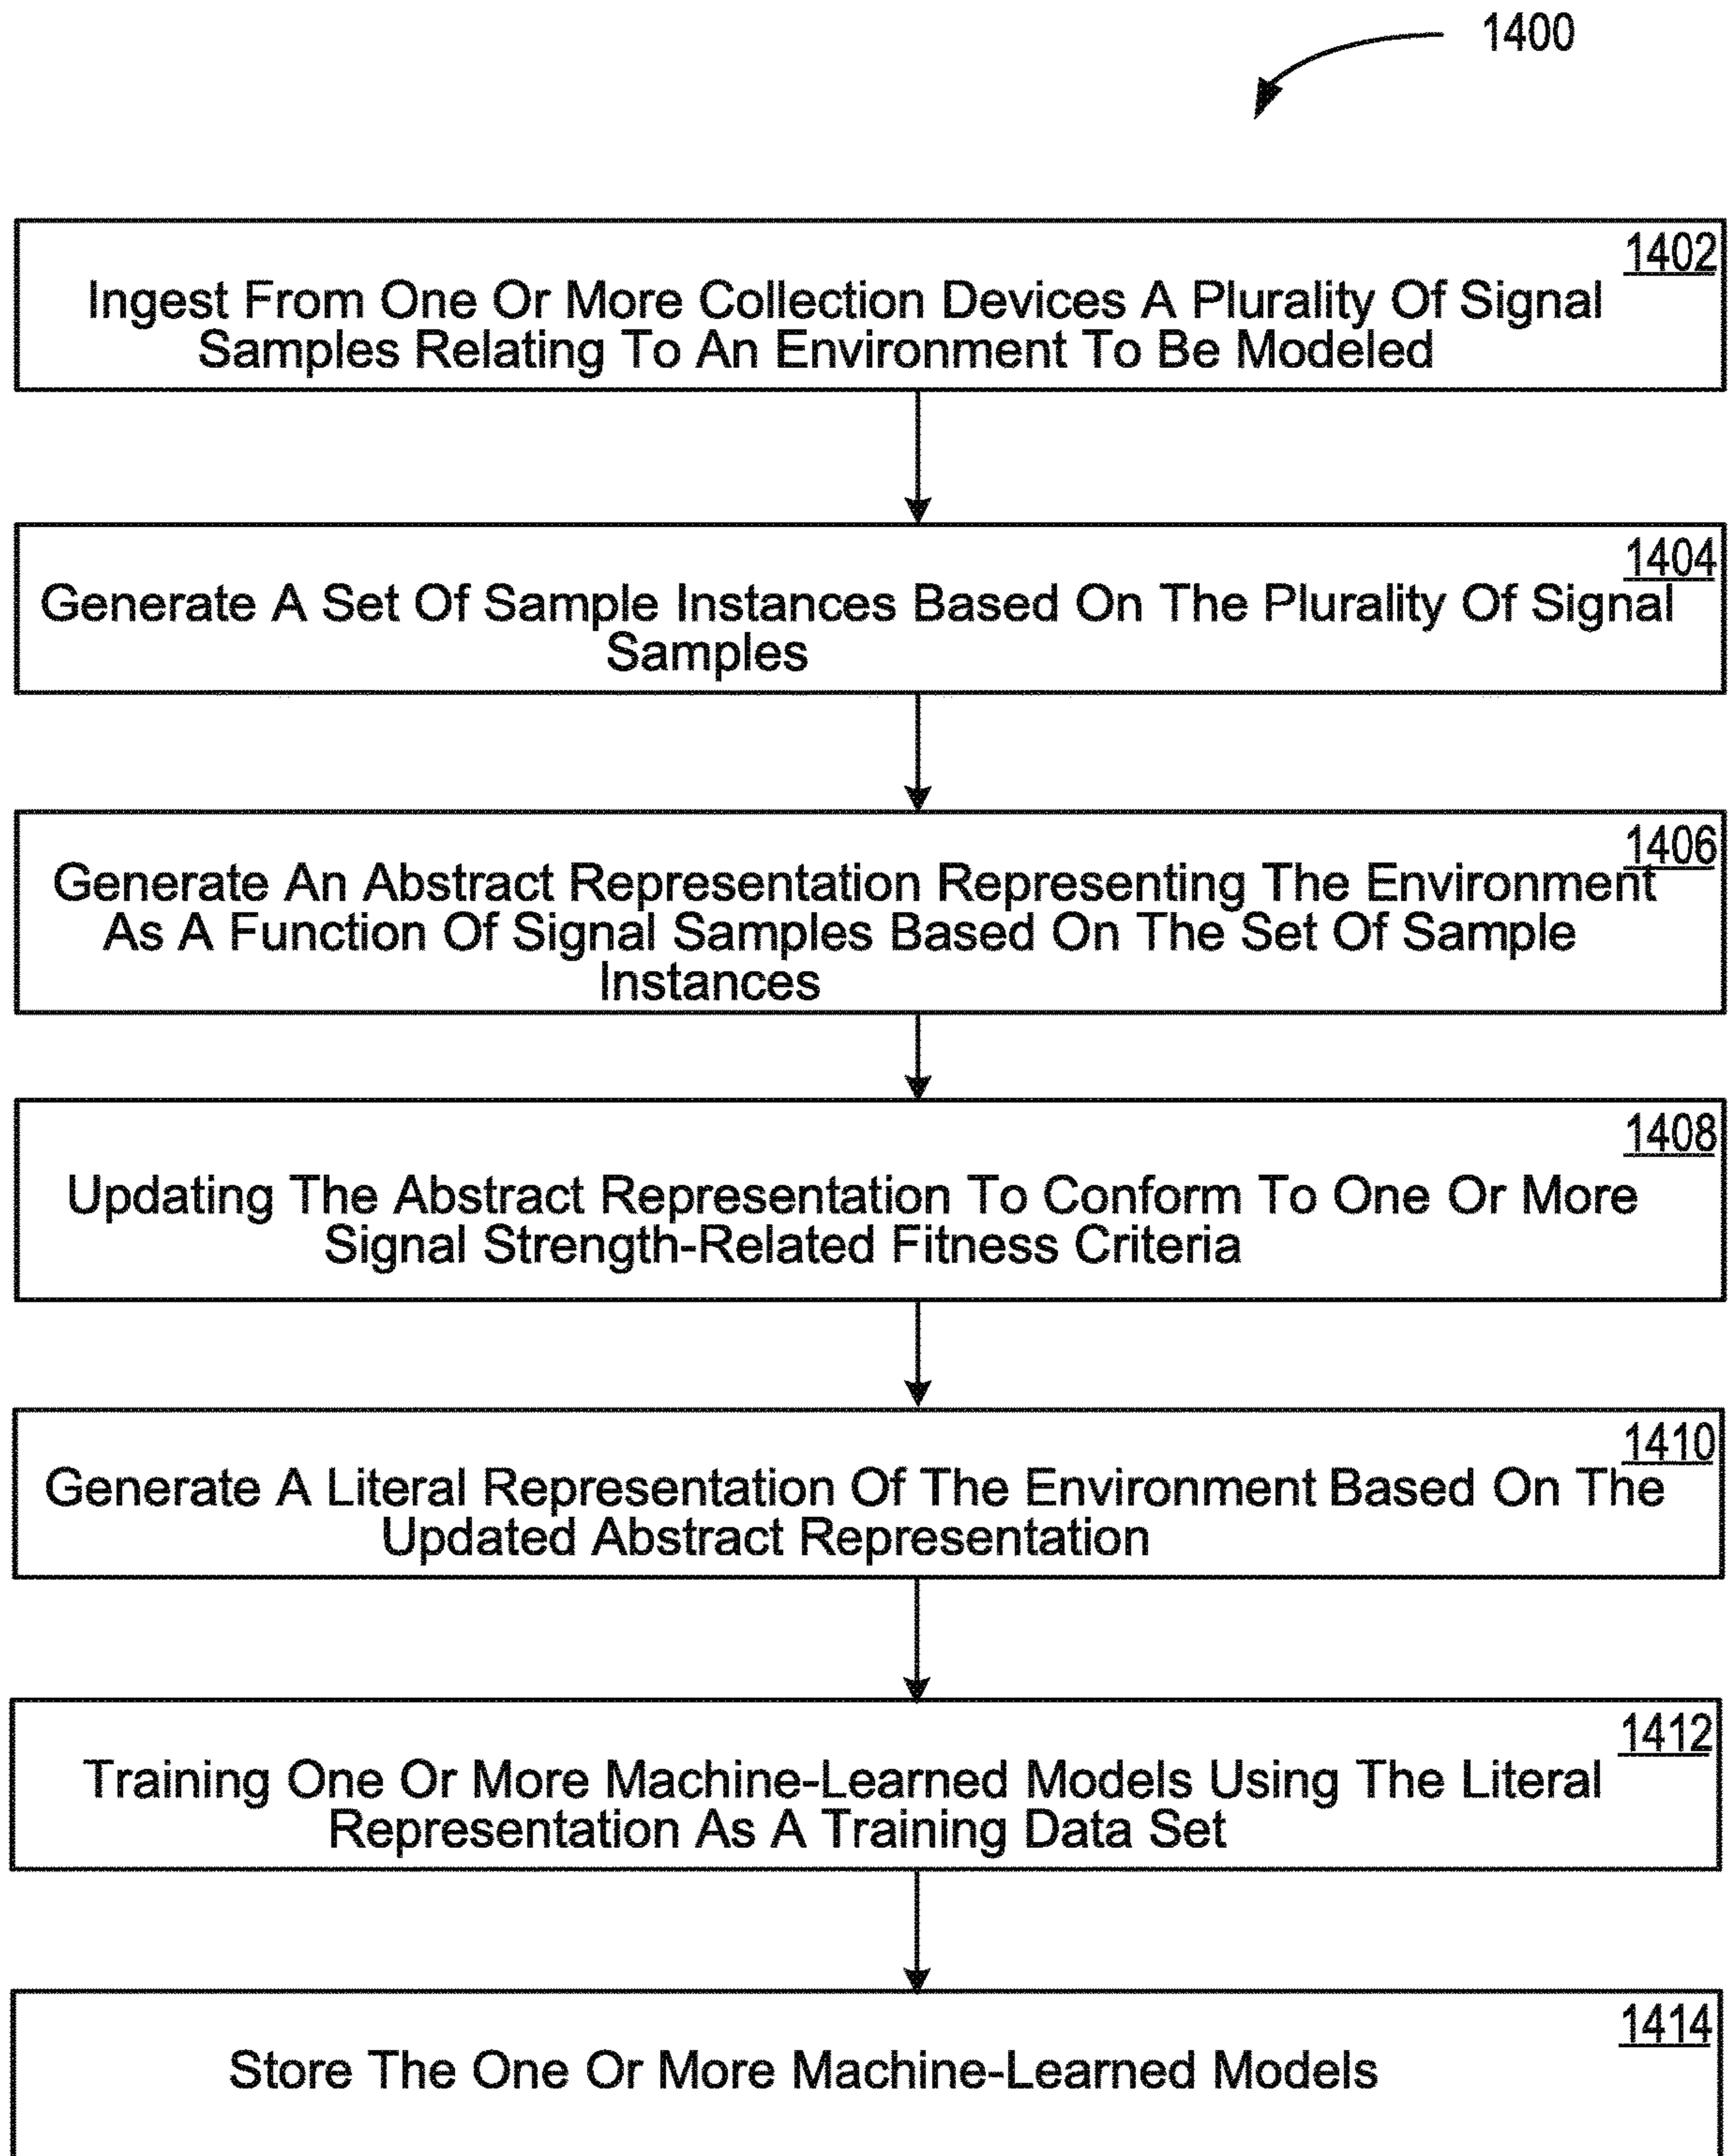 1400
1402
Ingest From One Or More Collection Devices A Plurality Of Signal
Samples Relating To An Environment To Be Modeled
1404
Generate A Set Of Sample Instances Based On The Plurality Of Signal
Samples
1406
Generate An Abstract Representation Representing The Environment
As A Function Of Signal Samples Based On The Set Of Sample
Instances
1408
Updating The Abstract Representation To Conform To One Or More
Signal Strength-Related Fitness Criteria
1410
Generate A Literal Representation Of The Environment Based On The
Updated Abstract Representation
1412
Training One Or More Machine-Learned Models Using The Literal
Representation As A Training Data Set
1414
Store The One Or More Machine-Learned Models